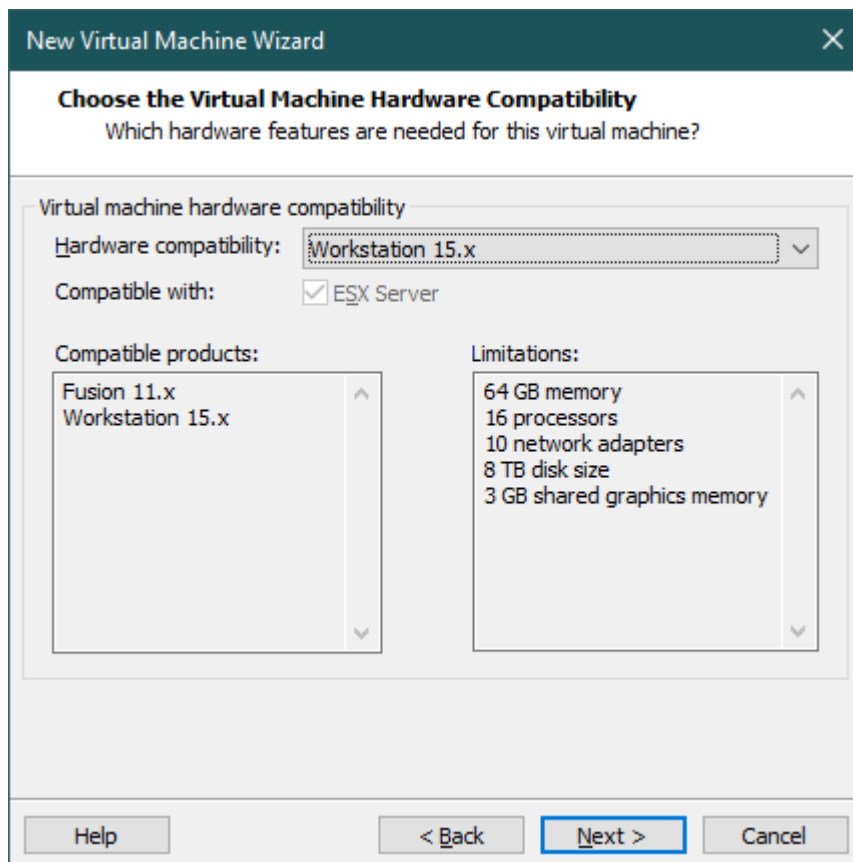 New Virtual Machine Wizard
Choose the Virtual Machine Hardware Compatibility
Which hardware features are needed for this virtual machine?
Virtual machine hardware compatibility
Hardware compatibility: Workstation 15.x
Compatible with: ESX Server
Compatible products:
Fusion 11.x
Workstation 15.x
Limitations:
64 GB memory
16 processors
10 network adapters
8 TB disk size
3 GB shared graphics memory
Help < Back Next > Cancel